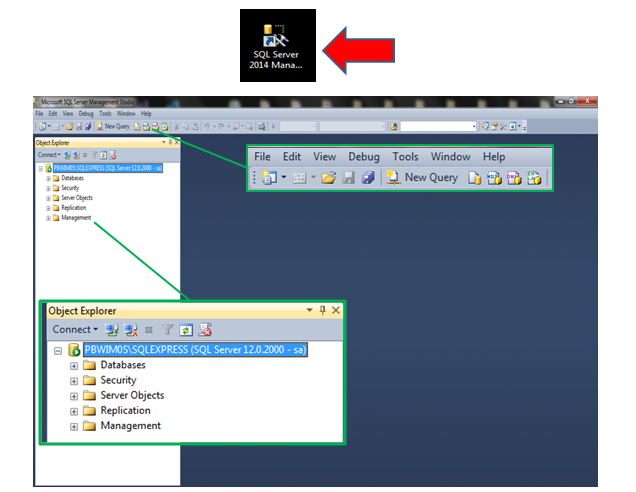 SQL Server
2014 Mana...
Microsoft SQL Server Management Studio
File Edit View Debug Tools Window Help
New Query
Object Explorer
Connect
PBWIM0S\SQLEXPRESS (SQL Server 12.0.2000 - sa)
Databases
Security
Server Objects
Replication
Management
File Edit View Debug Tools Window Help
New Query
Object Explorer
Connect
PBWIM0S\SQLEXPRESS (SQL Server 12.0.2000 - sa)
Databases
Security
Server Objects
Replication
Management